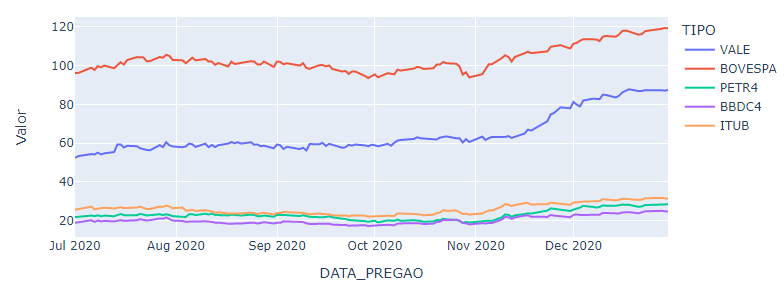 TIPO
VALE
BOVESPA
PETR4
BBDC4
ITUB
Valor
120
100
80
60
40
20
Jul 2020
Aug 2020
Sep 2020
Oct 2020
Nov 2020
Dec 2020
DATA_PREGAO